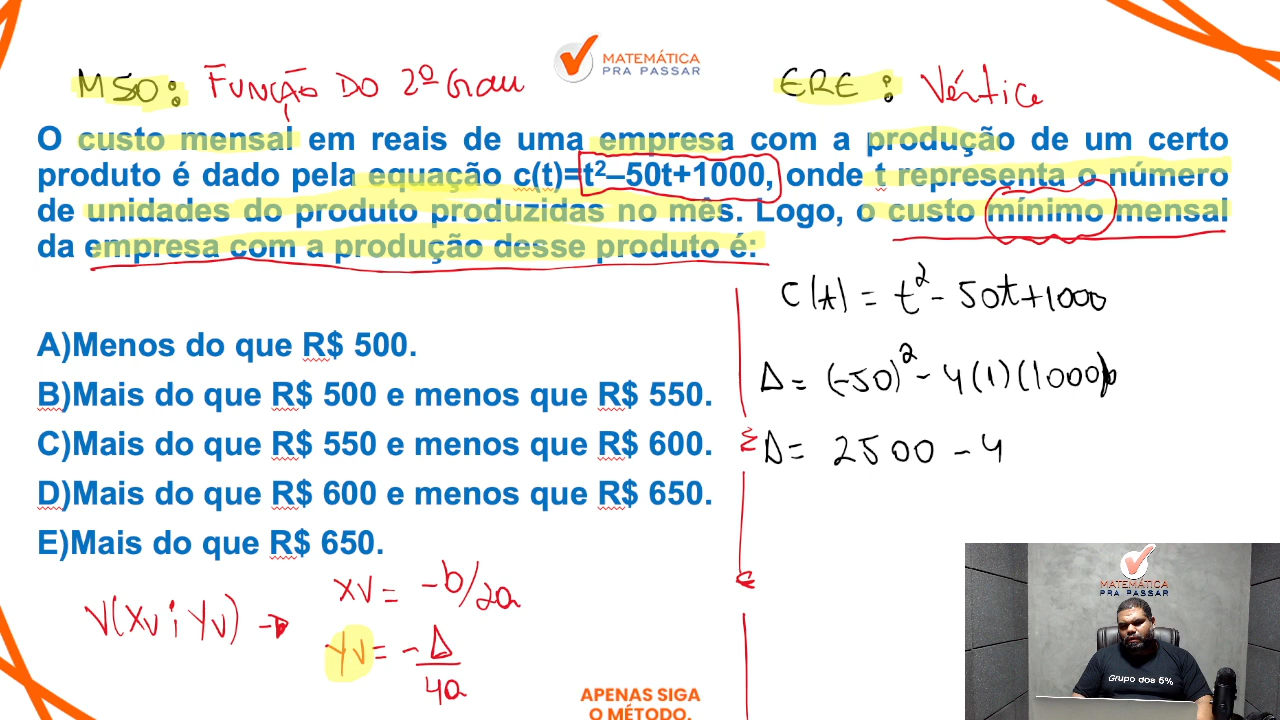 MATEMÁTICA
PRA PASSAR
MSO: FUNÇÃO DO 2º Grau
ERE: Vértice
O custo mensal em reais de uma empresa com a produção de um certo
produto é dado pela equação c(t)=t²–50t+1000, onde t representa o número
de unidades do produto produzidas no mês. Logo, o custo mínimo mensal
da empresa com a produção desse produto é:
A)Menos do que R$ 500.
B)Mais do que R$ 500 e menos que R$ 550.
C)Mais do que R$ 550 e menos que R$ 600.
D)Mais do que R$ 600 e menos que R$ 650.
E)Mais do que R$ 650.
V(XV; YV) →
XV = -b/2a
YV = -Δ/4a
C(t) = t² - 50t + 1000
Δ = (-50)² - 4(1)(1000)
Δ = 2500 - 4
MATEMÁTICA
PRA PASSAR
Grupo dos 5%
APENAS SIGA
O MÉTODO.